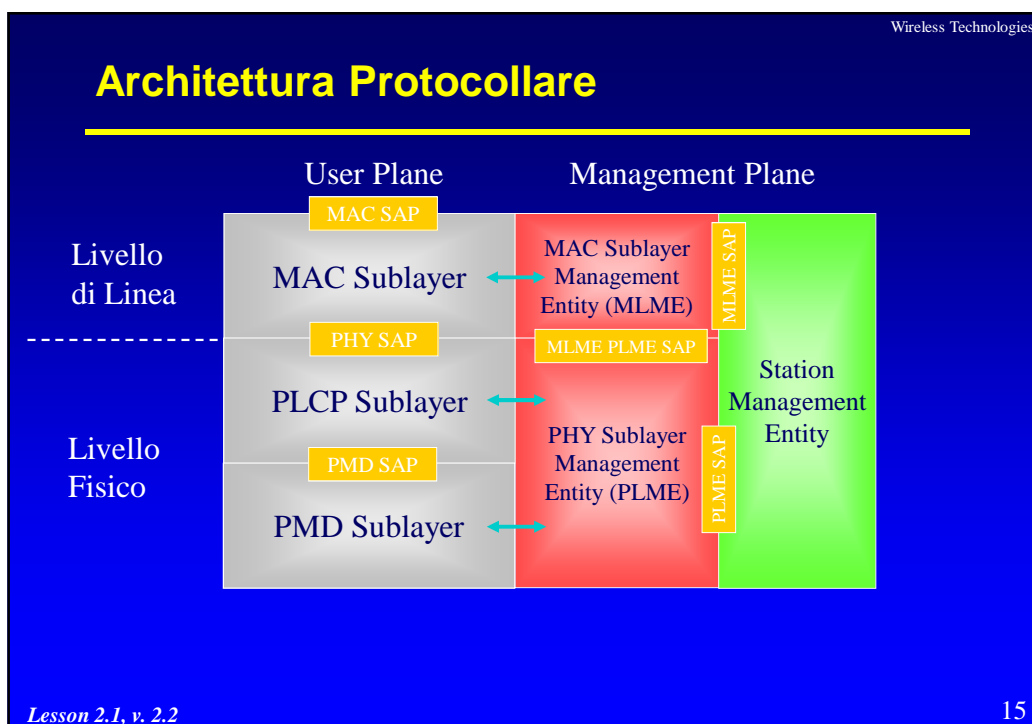 Wireless Technologies
Architettura Protocollare
User Plane
Management Plane
MAC SAP
Livello
di Linea
MAC Sublayer
MAC Sublayer
Management
Entity (MLME)
MLME SAP
PHY SAP
MLME PLME SAP
PLCP Sublayer
Station
Management
Entity
Livello
Fisico
PMD SAP
PHY Sublayer
Management
Entity (PLME)
PLME SAP
PMD Sublayer
Lesson 2.1, v. 2.2
15